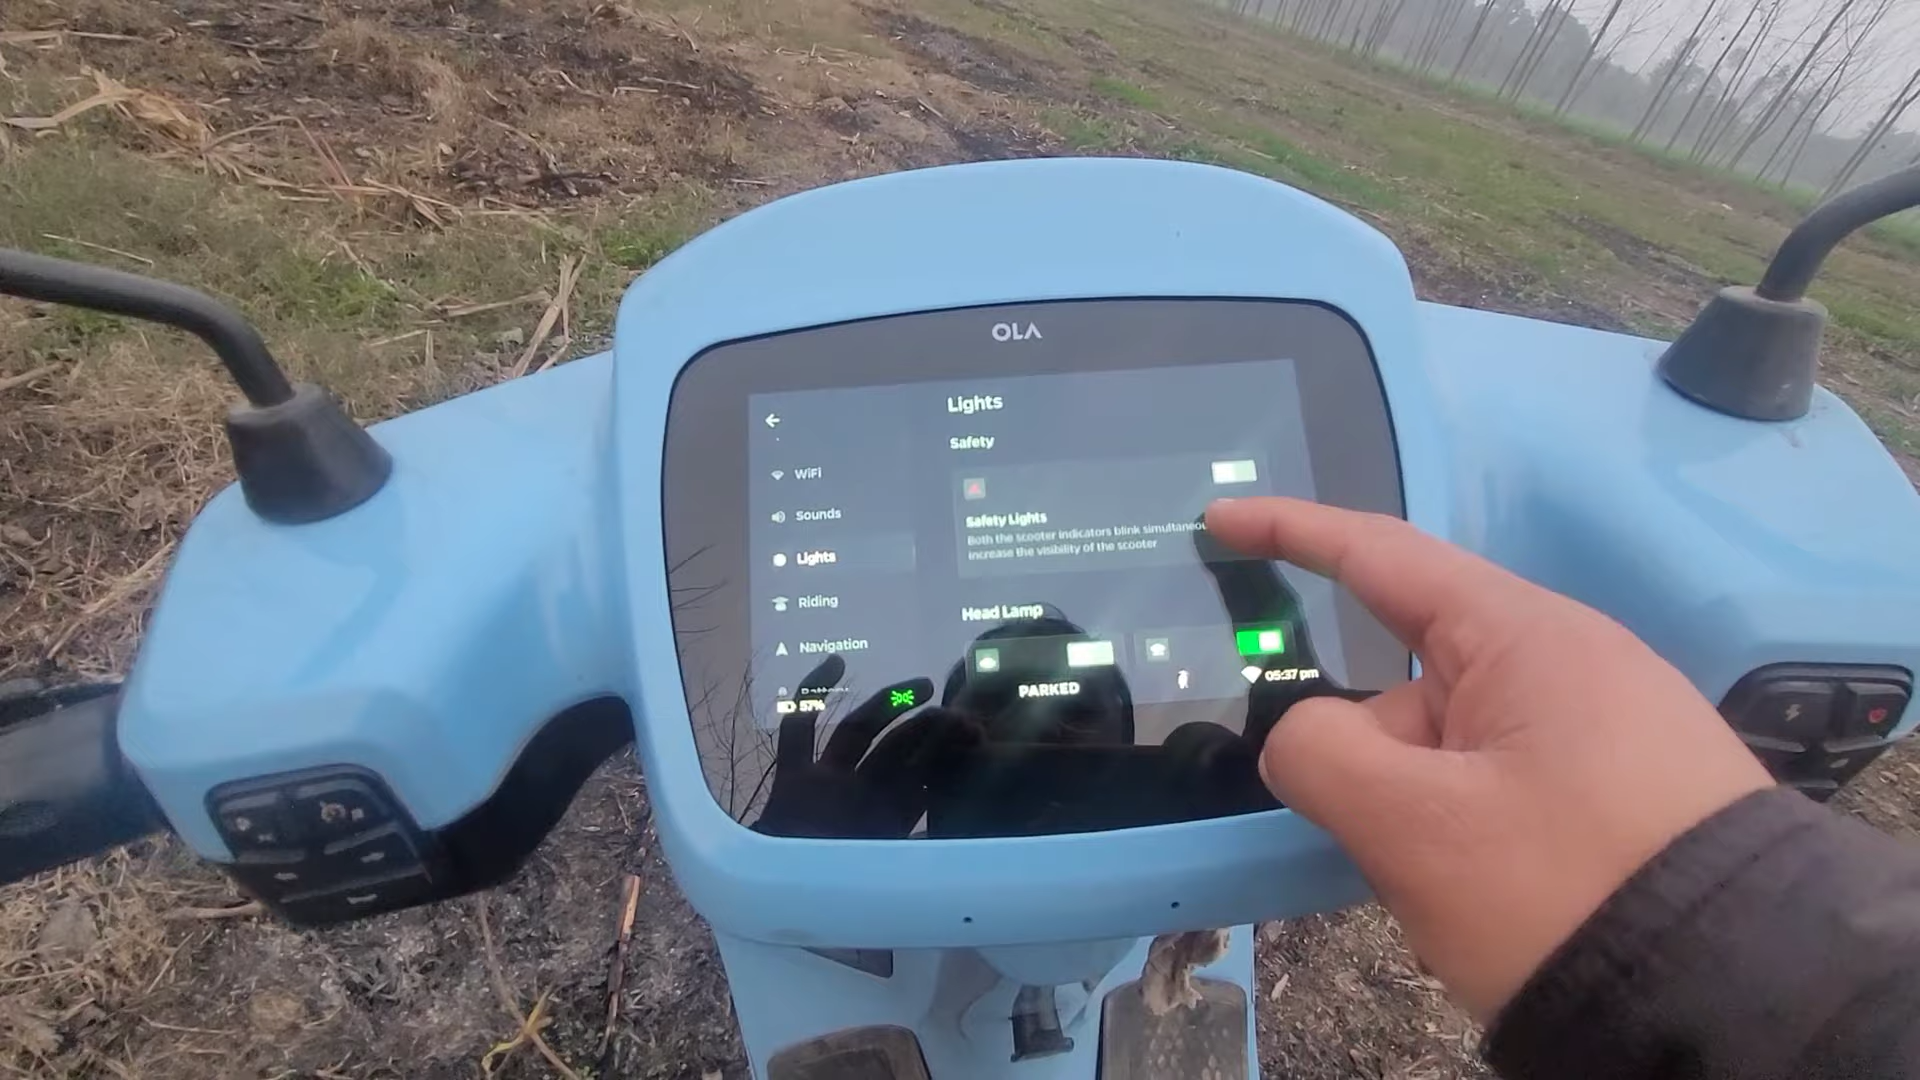 OLA
Lights
Safety
WiFi
Sounds
Safety Lights
Both the scooter indicators blink
increase the visibility of the scooter
Lights
Riding
Head Lamp
Navigation
PARKED
05:37 pm
57%